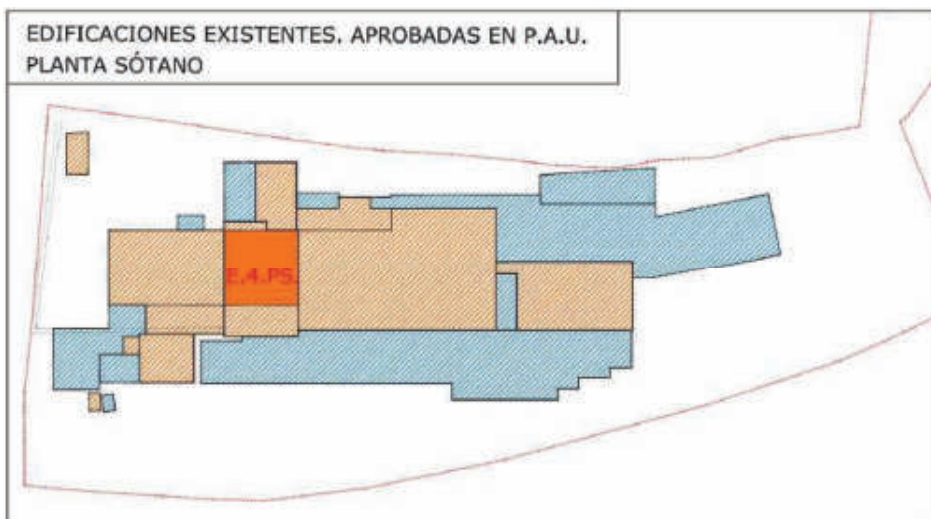 EDIFICACIONES EXISTENTES. APROBADAS EN P.A.U.
PLANTA SÓTANO
E.4.PS.